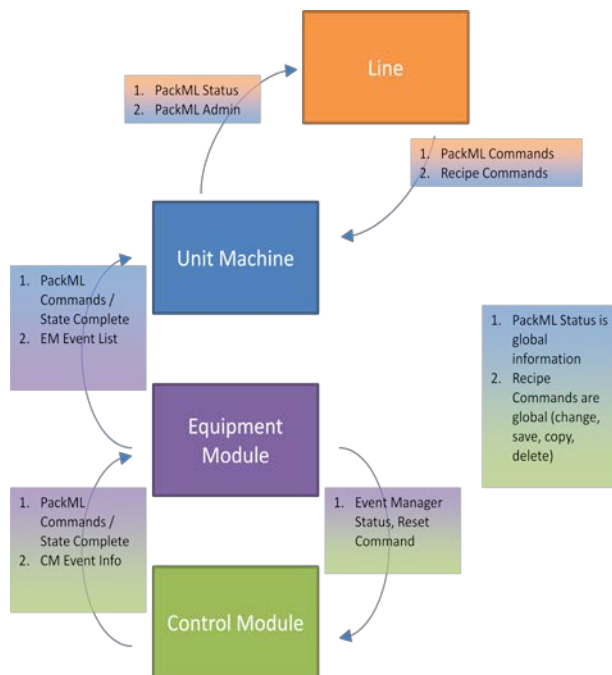 Line
1. PackML Status
2. PackML Admin
1. PackML Commands
2. Recipe Commands
Unit Machine
1. PackML
Commands /
State Complete
2. EM Event List
1. PackML Status is
global
information
2. Recipe
Commands are
global (change,
save, copy,
delete)
Equipment
Module
1. PackML
Commands /
State Complete
2. CM Event Info
1. Event Manager
Status, Reset
Command
Control Module